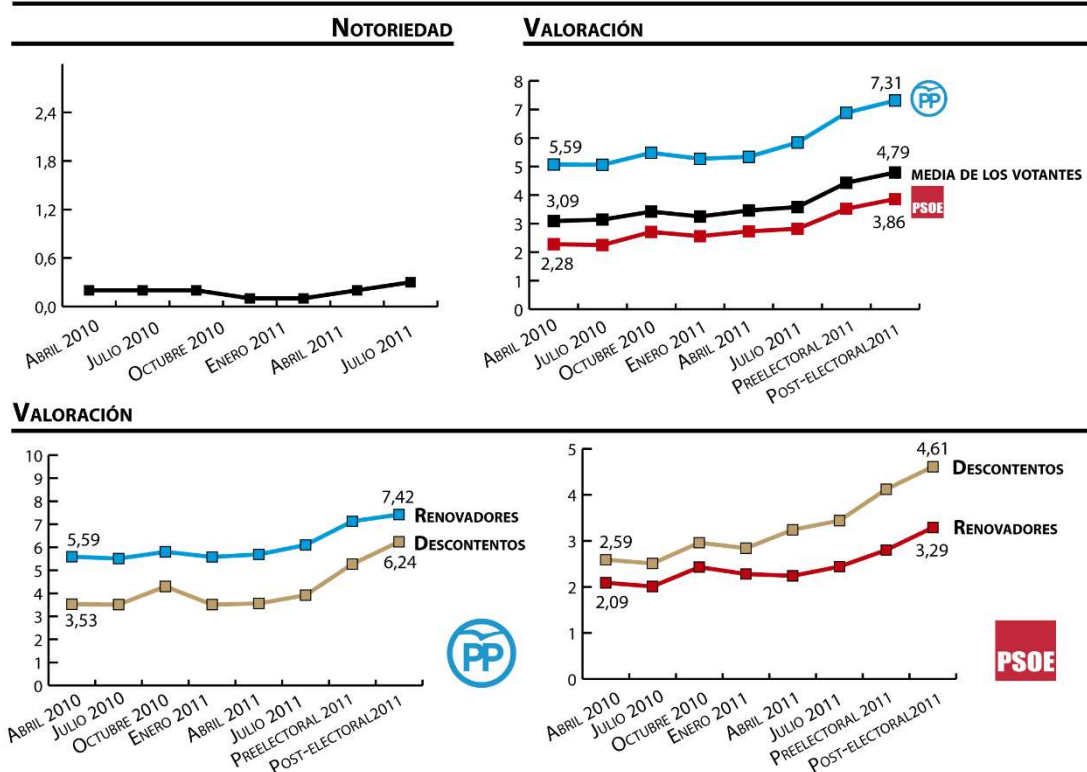 NOTORIEDAD
2,4
1,8
1,2
0,6
0,0
ABRIL 2010
JULIO 2010
OCTUBRE 2010
ENERO 2011
ABRIL 2011
JULIO 2011
VALORACIÓN
8
7
6
5
4
3
2
1
0
5,59
7,31
PP
3,09
4,79
MEDIA DE LOS VOTANTES
2,28
3,86
PSOE
ABRIL 2010
JULIO 2010
OCTUBRE 2010
ENERO 2011
ABRIL 2011
JULIO 2011
PREELECTORAL 2011
POST-ELECTORAL2011
VALORACIÓN
10
9
8
7
6
5
4
3
2
1
0
5,59
7,42
RENOVADORES
DESCONTENTOS
3,53
6,24
PP
ABRIL 2010
JULIO 2010
OCTUBRE 2010
ENERO 2011
ABRIL 2011
JULIO 2011
PREELECTORAL 2011
POST-ELECTORAL2011
5
4
3
2
1
0
2,59
4,61
DESCONTENTOS
RENOVADORES
2,09
3,29
PSOE
ABRIL 2010
JULIO 2010
OCTUBRE 2010
ENERO 2011
ABRIL 2011
JULIO 2011
PREELECTORAL 2011
POST-ELECTORAL2011